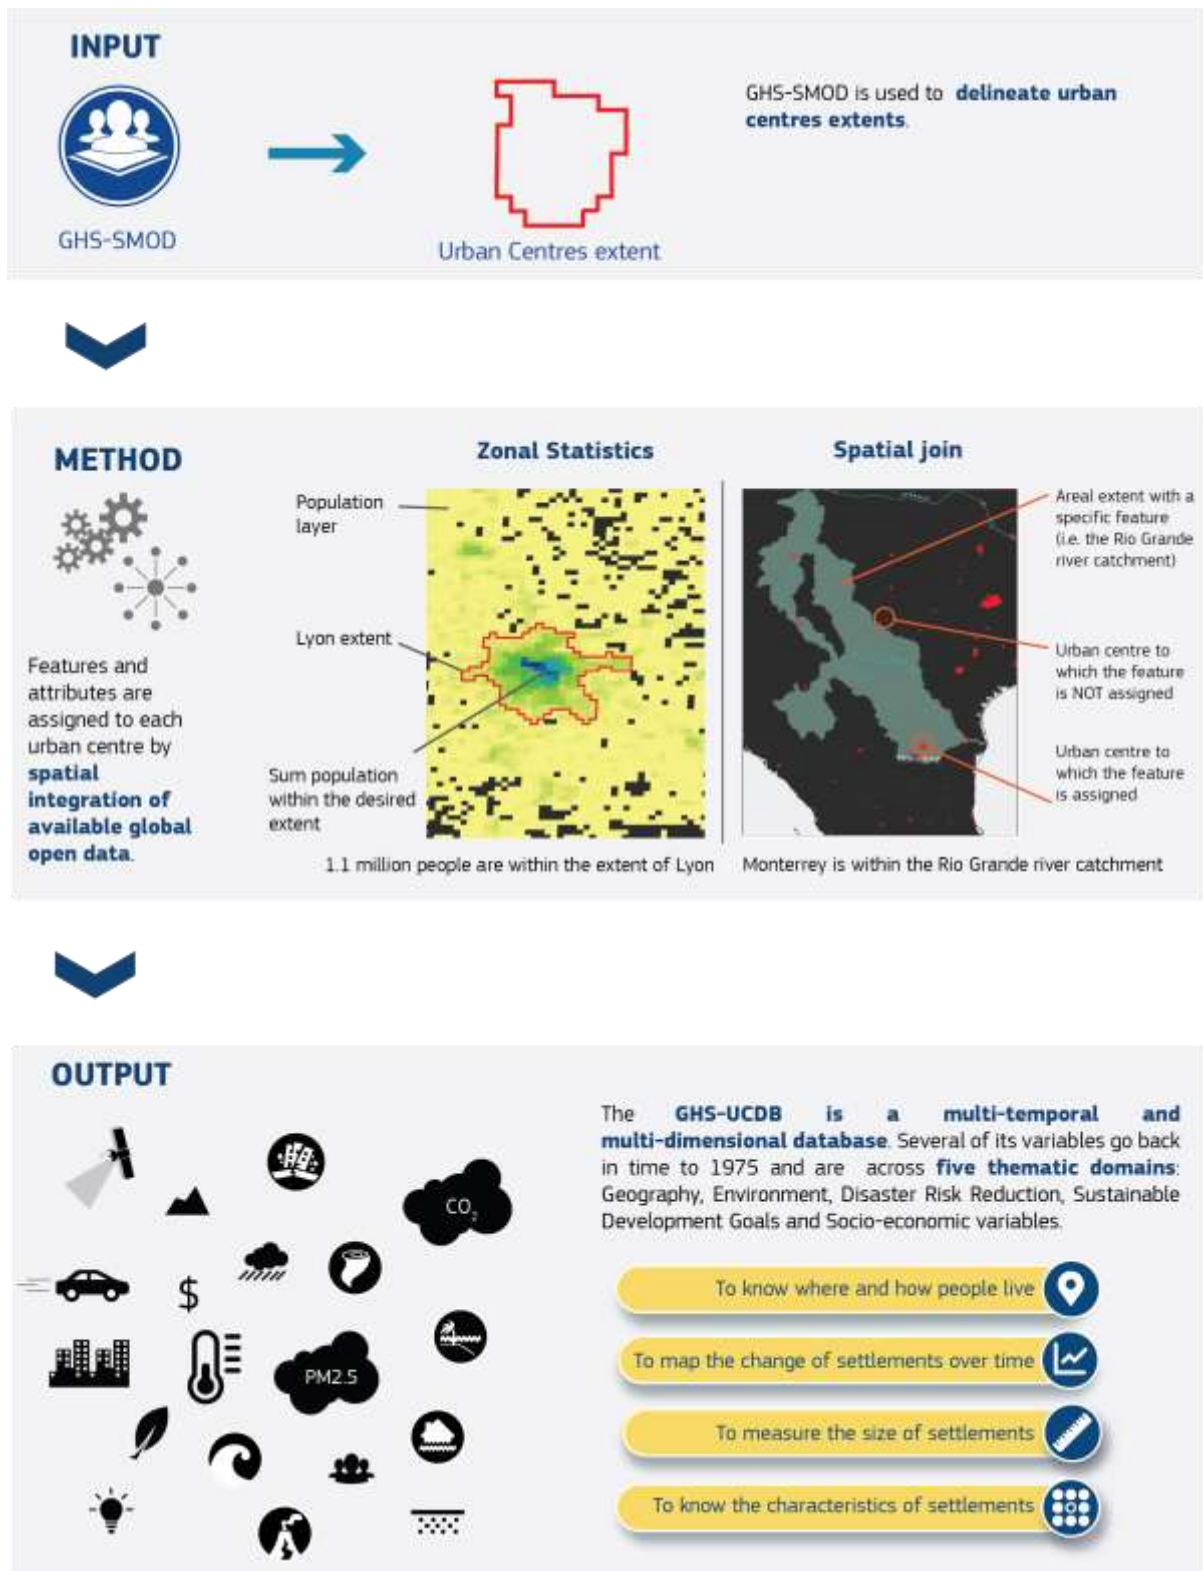 INPUT
GHS-SMOD
Urban Centres extent
GHS-SMOD is used to delineate urban
centres extents.
METHOD
Features and
attributes are
assigned to each
urban centre by
spatial
integration of
available global
open data.
Zonal Statistics
Population
layer
Lyon extent
Sum population
within the desired
extent
1.1 million people are within the extent of Lyon
Spatial join
Areal extent with a
specific feature
(i.e. the Rio Grande
river catchment)
Urban centre to
which the feature
is NOT assigned
Urban centre to
which the feature
is assigned
Monterrey is within the Rio Grande river catchment
OUTPUT
CO2
$
PM2.5
The GHS-UCDB is a multi-temporal and
multi-dimensional database. Several of its variables go back
in time to 1975 and are across five thematic domains:
Geography, Environment, Disaster Risk Reduction, Sustainable
Development Goals and Socio-economic variables.
To know where and how people live
To map the change of settlements over time
To measure the size of settlements
To know the characteristics of settlements